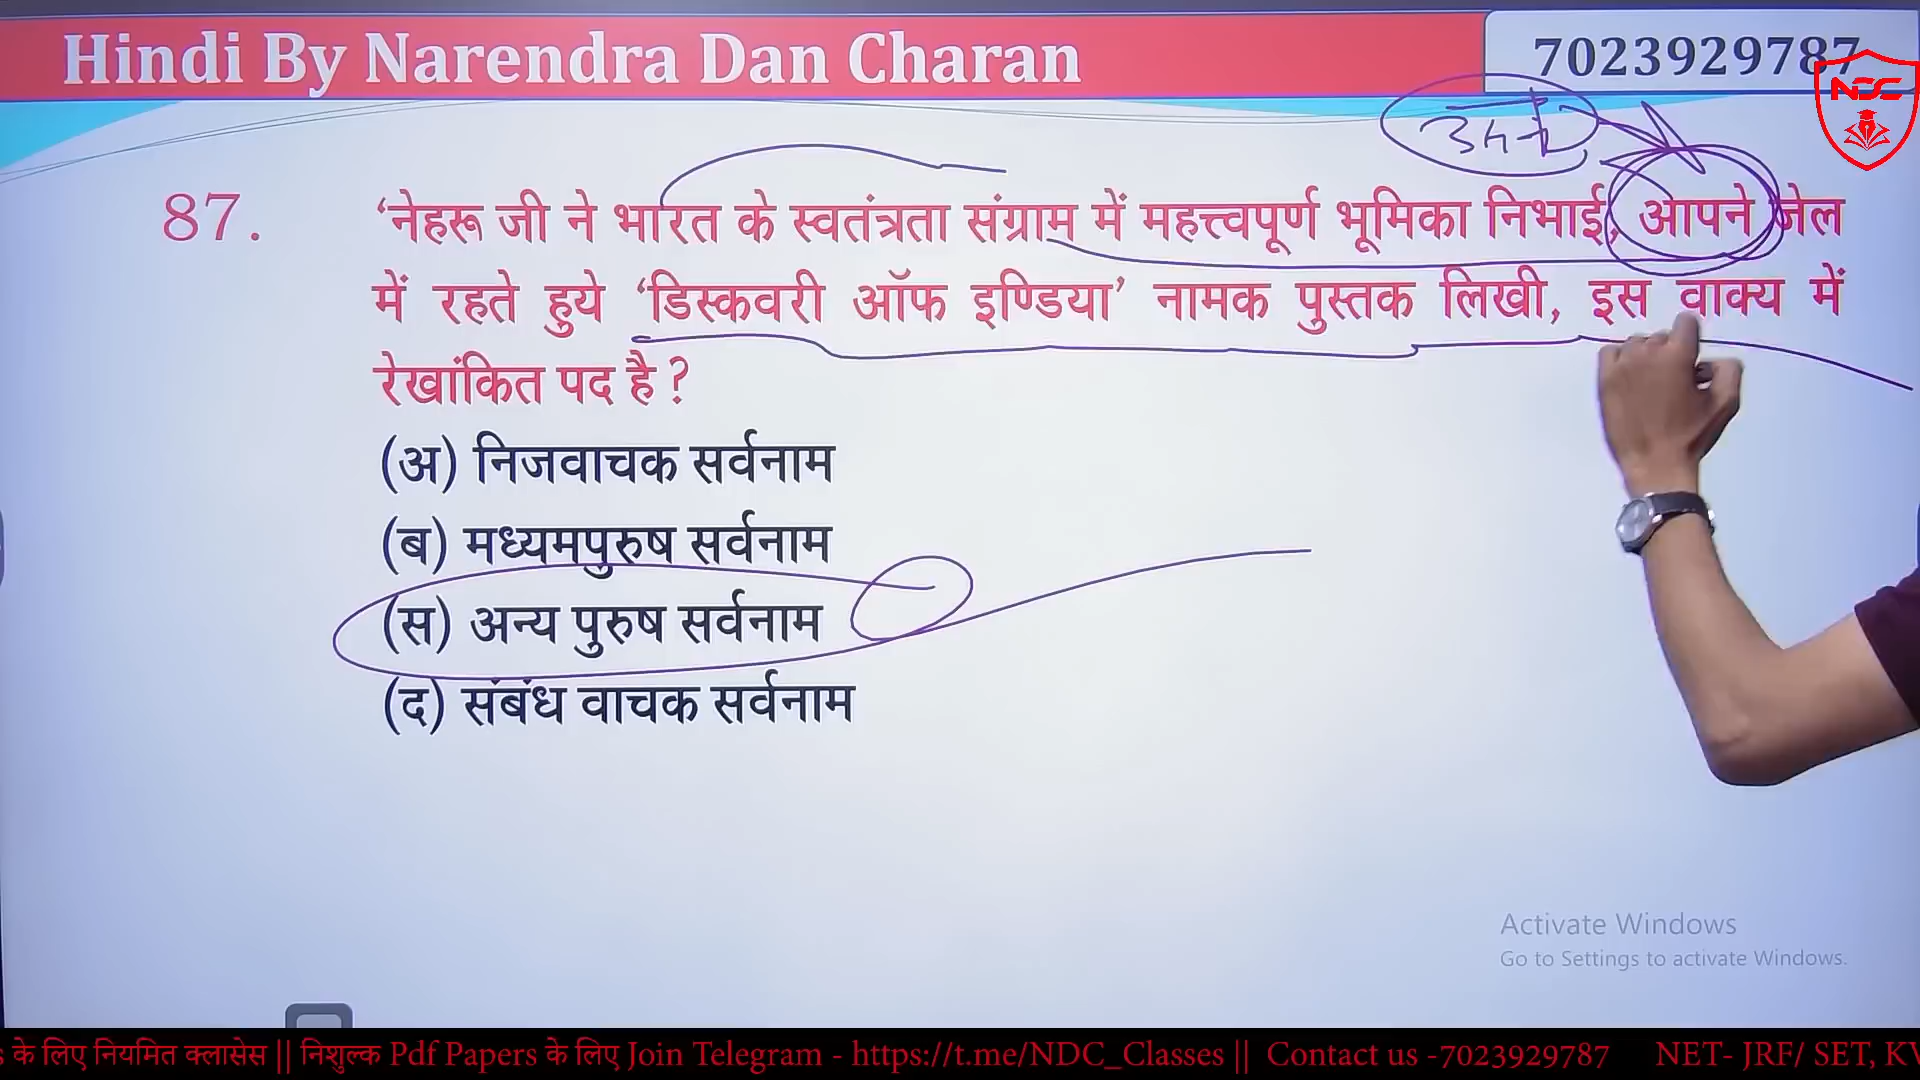 Hindi By Narendra Dan Charan
7023929787
NDC
87. ‘नेहरू जी ने भारत के स्वतंत्रता संग्राम में महत्त्वपूर्ण भूमिका निभाई, आपने जेल
में रहते हुये ‘डिस्कवरी ऑफ इण्डिया’ नामक पुस्तक लिखी, इस वाक्य में
रेखांकित पद है ?
(अ) निजवाचक सर्वनाम
(ब) मध्यमपुरुष सर्वनाम
(स) अन्य पुरुष सर्वनाम
(द) संबंध वाचक सर्वनाम
Activate Windows
Go to Settings to activate Windows.
के लिए नियमित क्लासेस || निशुल्क Pdf Papers के लिए Join Telegram - https://t.me/NDC_Classes || Contact us -7023929787 NET- JRF/ SET, KV